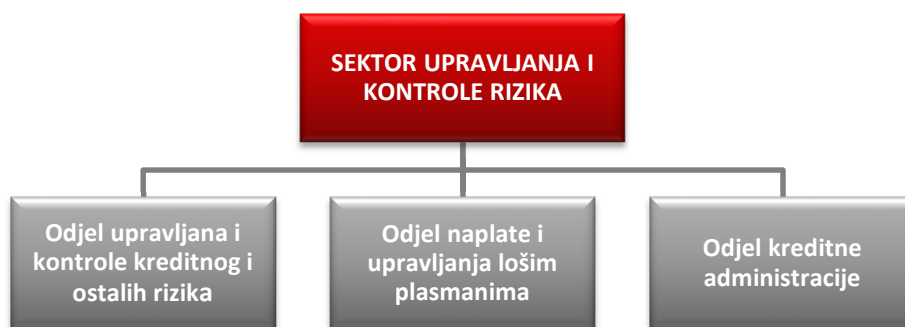 SEKTOR UPRAVLJANJA I
KONTROLE RIZIKA
Odjel upravljana i
kontrole kreditnog i
ostalih rizika
Odjel naplate i
upravljanja lošim
plasmanima
Odjel kreditne
administracije